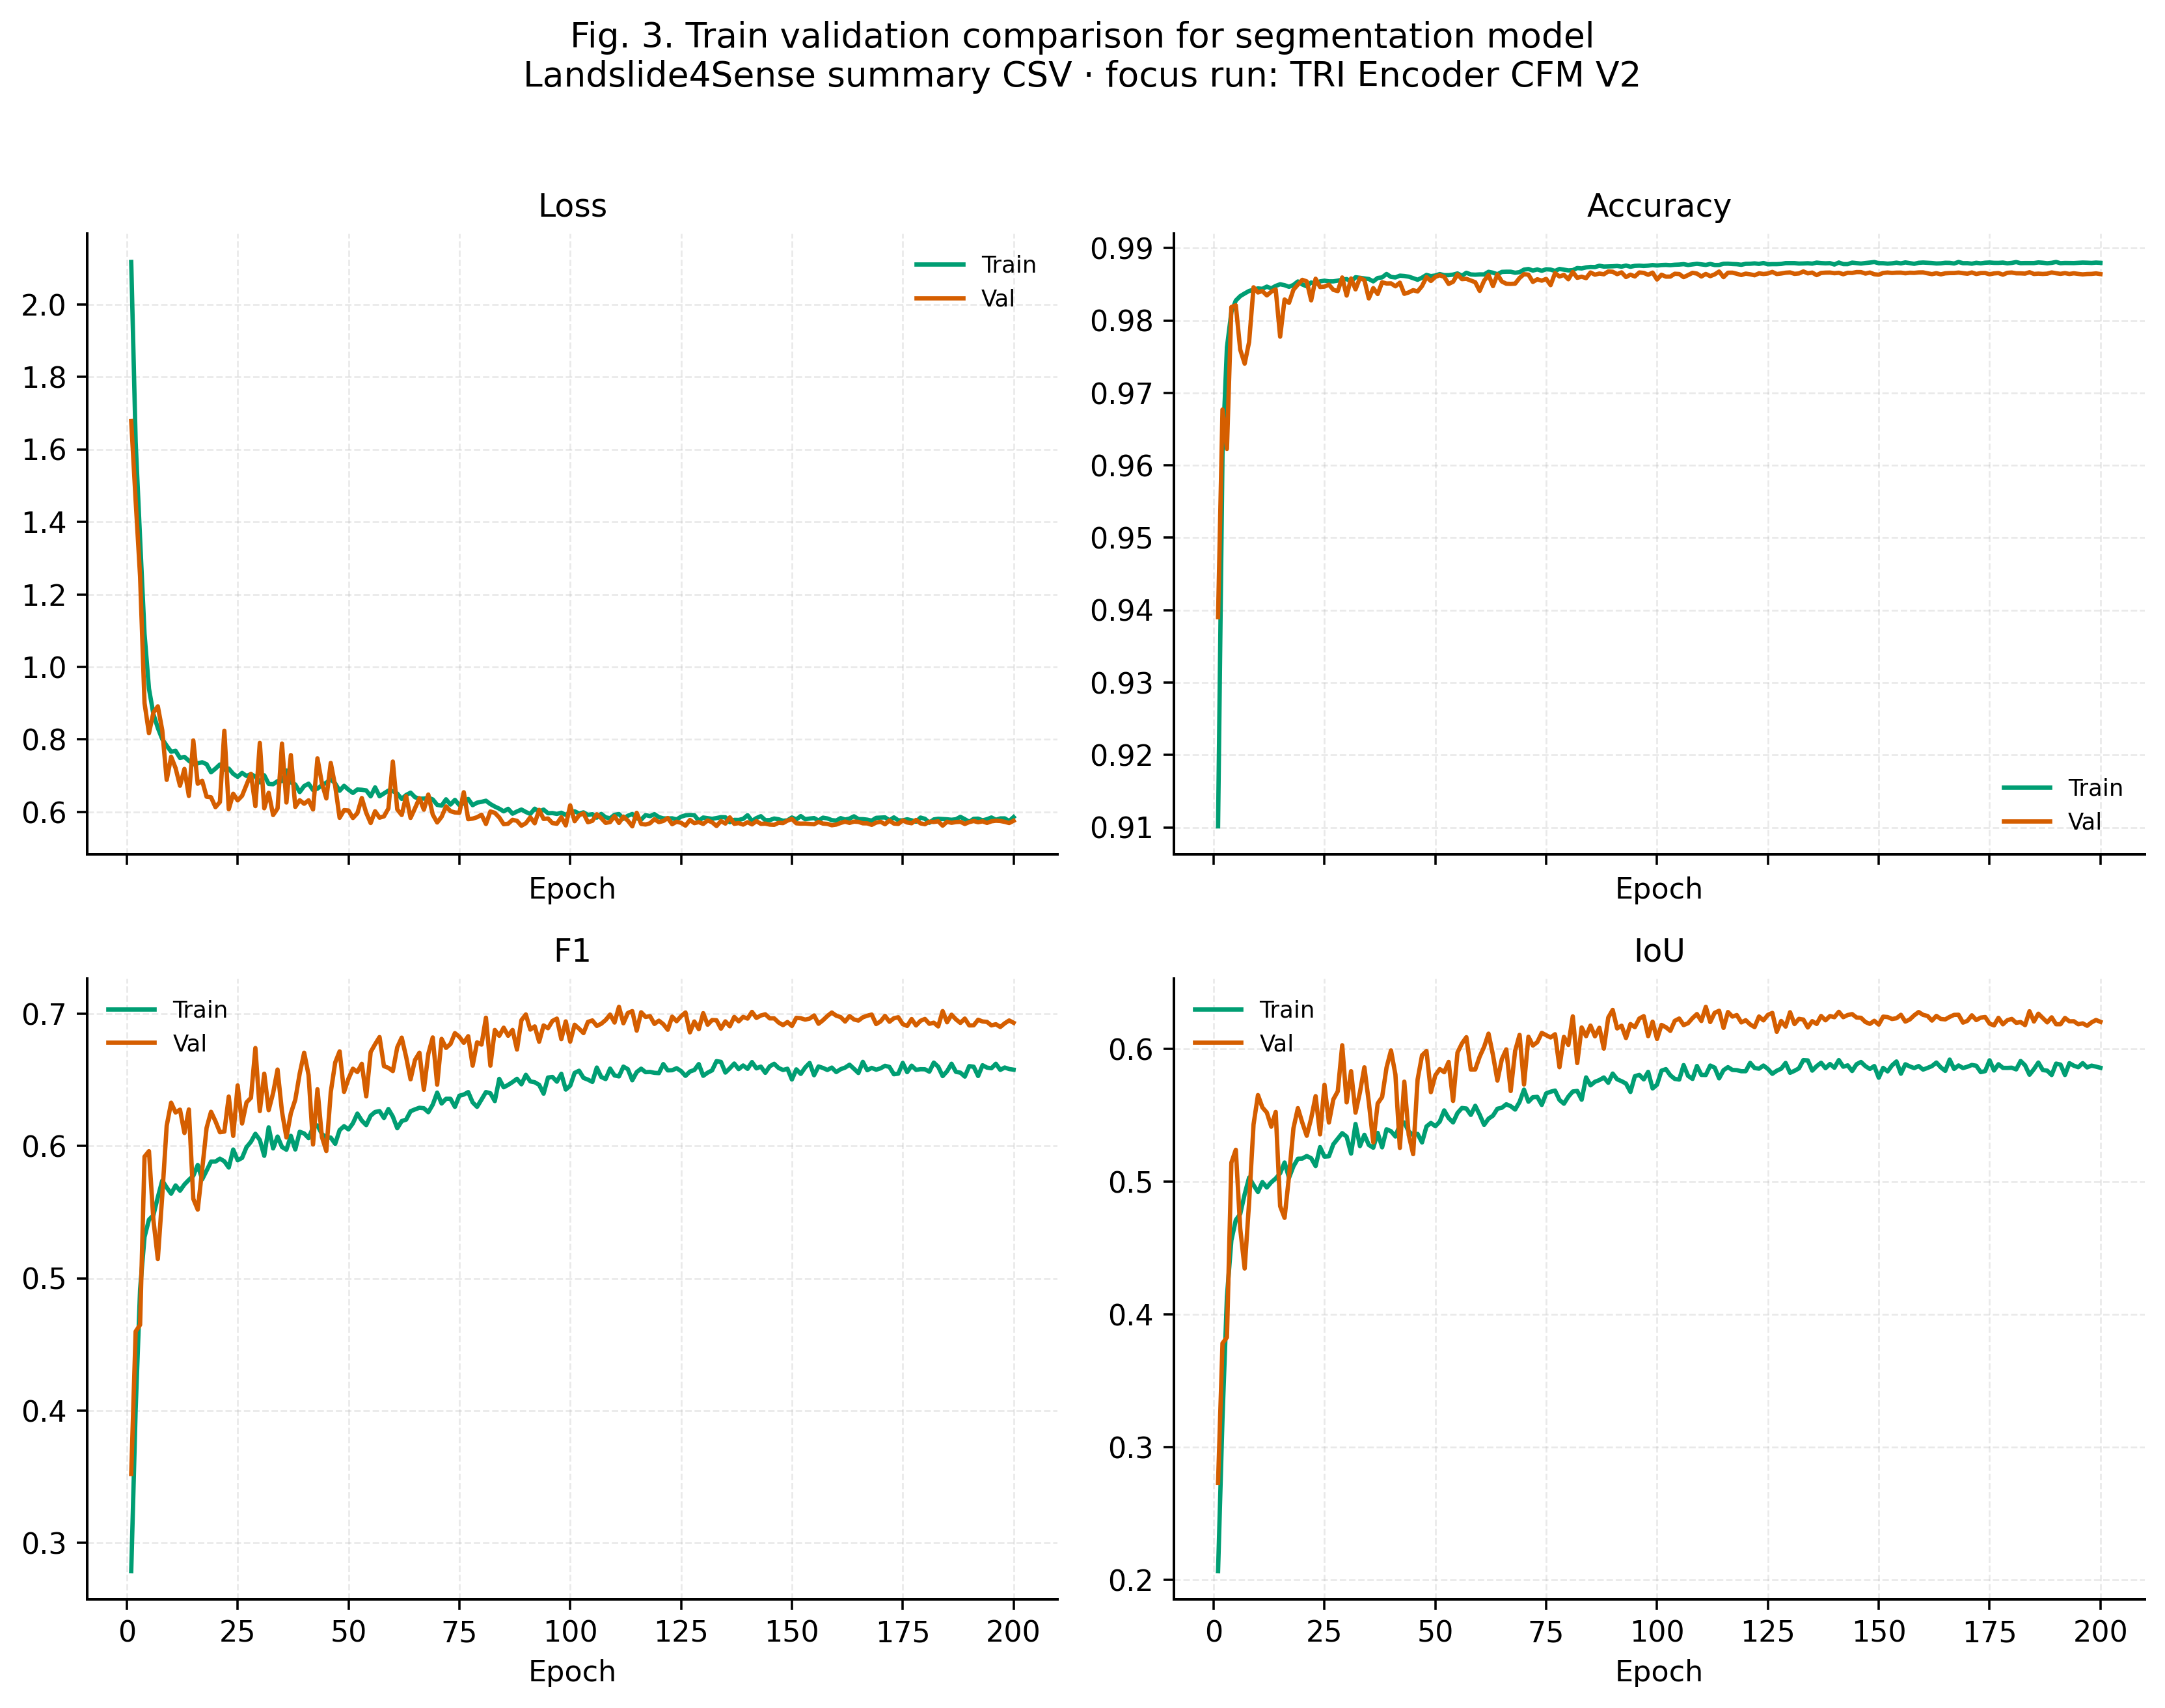 Fig. 3. Train validation comparison for segmentation model
Landslide4Sense summary CSV · focus run: TRI Encoder CFM V2
Loss
2.0
1.8
1.6
1.4
1.2
1.0
0.8
0.6
Train
Val
Epoch
Accuracy
0.99
0.98
0.97
0.96
0.95
0.94
0.93
0.92
0.91
Train
Val
Epoch
F1
0.7
0.6
0.5
0.4
0.3
Train
Val
0 25 50 75 100 125 150 175 200
Epoch
IoU
0.6
0.5
0.4
0.3
0.2
Train
Val
0 25 50 75 100 125 150 175 200
Epoch